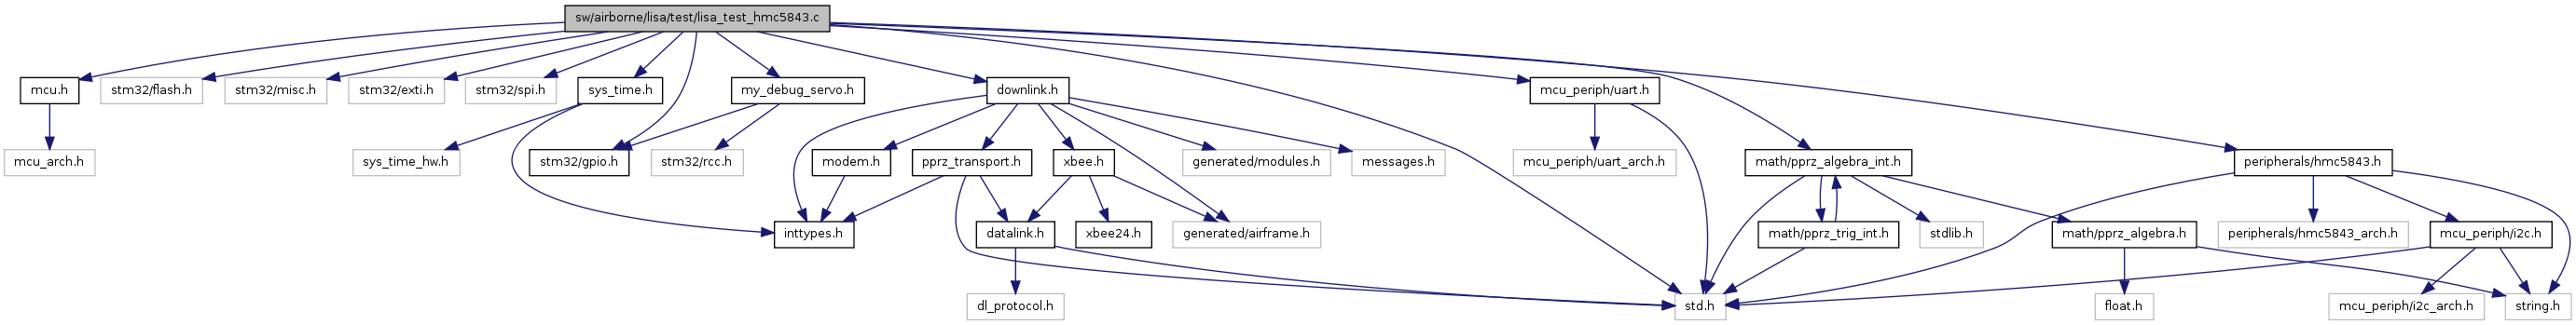 sw/airborne/lisa/test/lisa_test_hmc5843.c
mcu.h
stm32/flash.h
stm32/misc.h
stm32/exti.h
stm32/spi.h
sys_time.h
my_debug_servo.h
downlink.h
mcu_periph/uart.h
mcu_arch.h
sys_time_hw.h
stm32/gpio.h
stm32/rcc.h
modem.h
pprz_transport.h
xbee.h
generated/modules.h
messages.h
mcu_periph/uart_arch.h
math/pprz_algebra_int.h
peripherals/hmc5843.h
inttypes.h
datalink.h
xbee24.h
generated/airframe.h
math/pprz_trig_int.h
stdlib.h
math/pprz_algebra.h
peripherals/hmc5843_arch.h
mcu_periph/i2c.h
dl_protocol.h
std.h
float.h
mcu_periph/i2c_arch.h
string.h